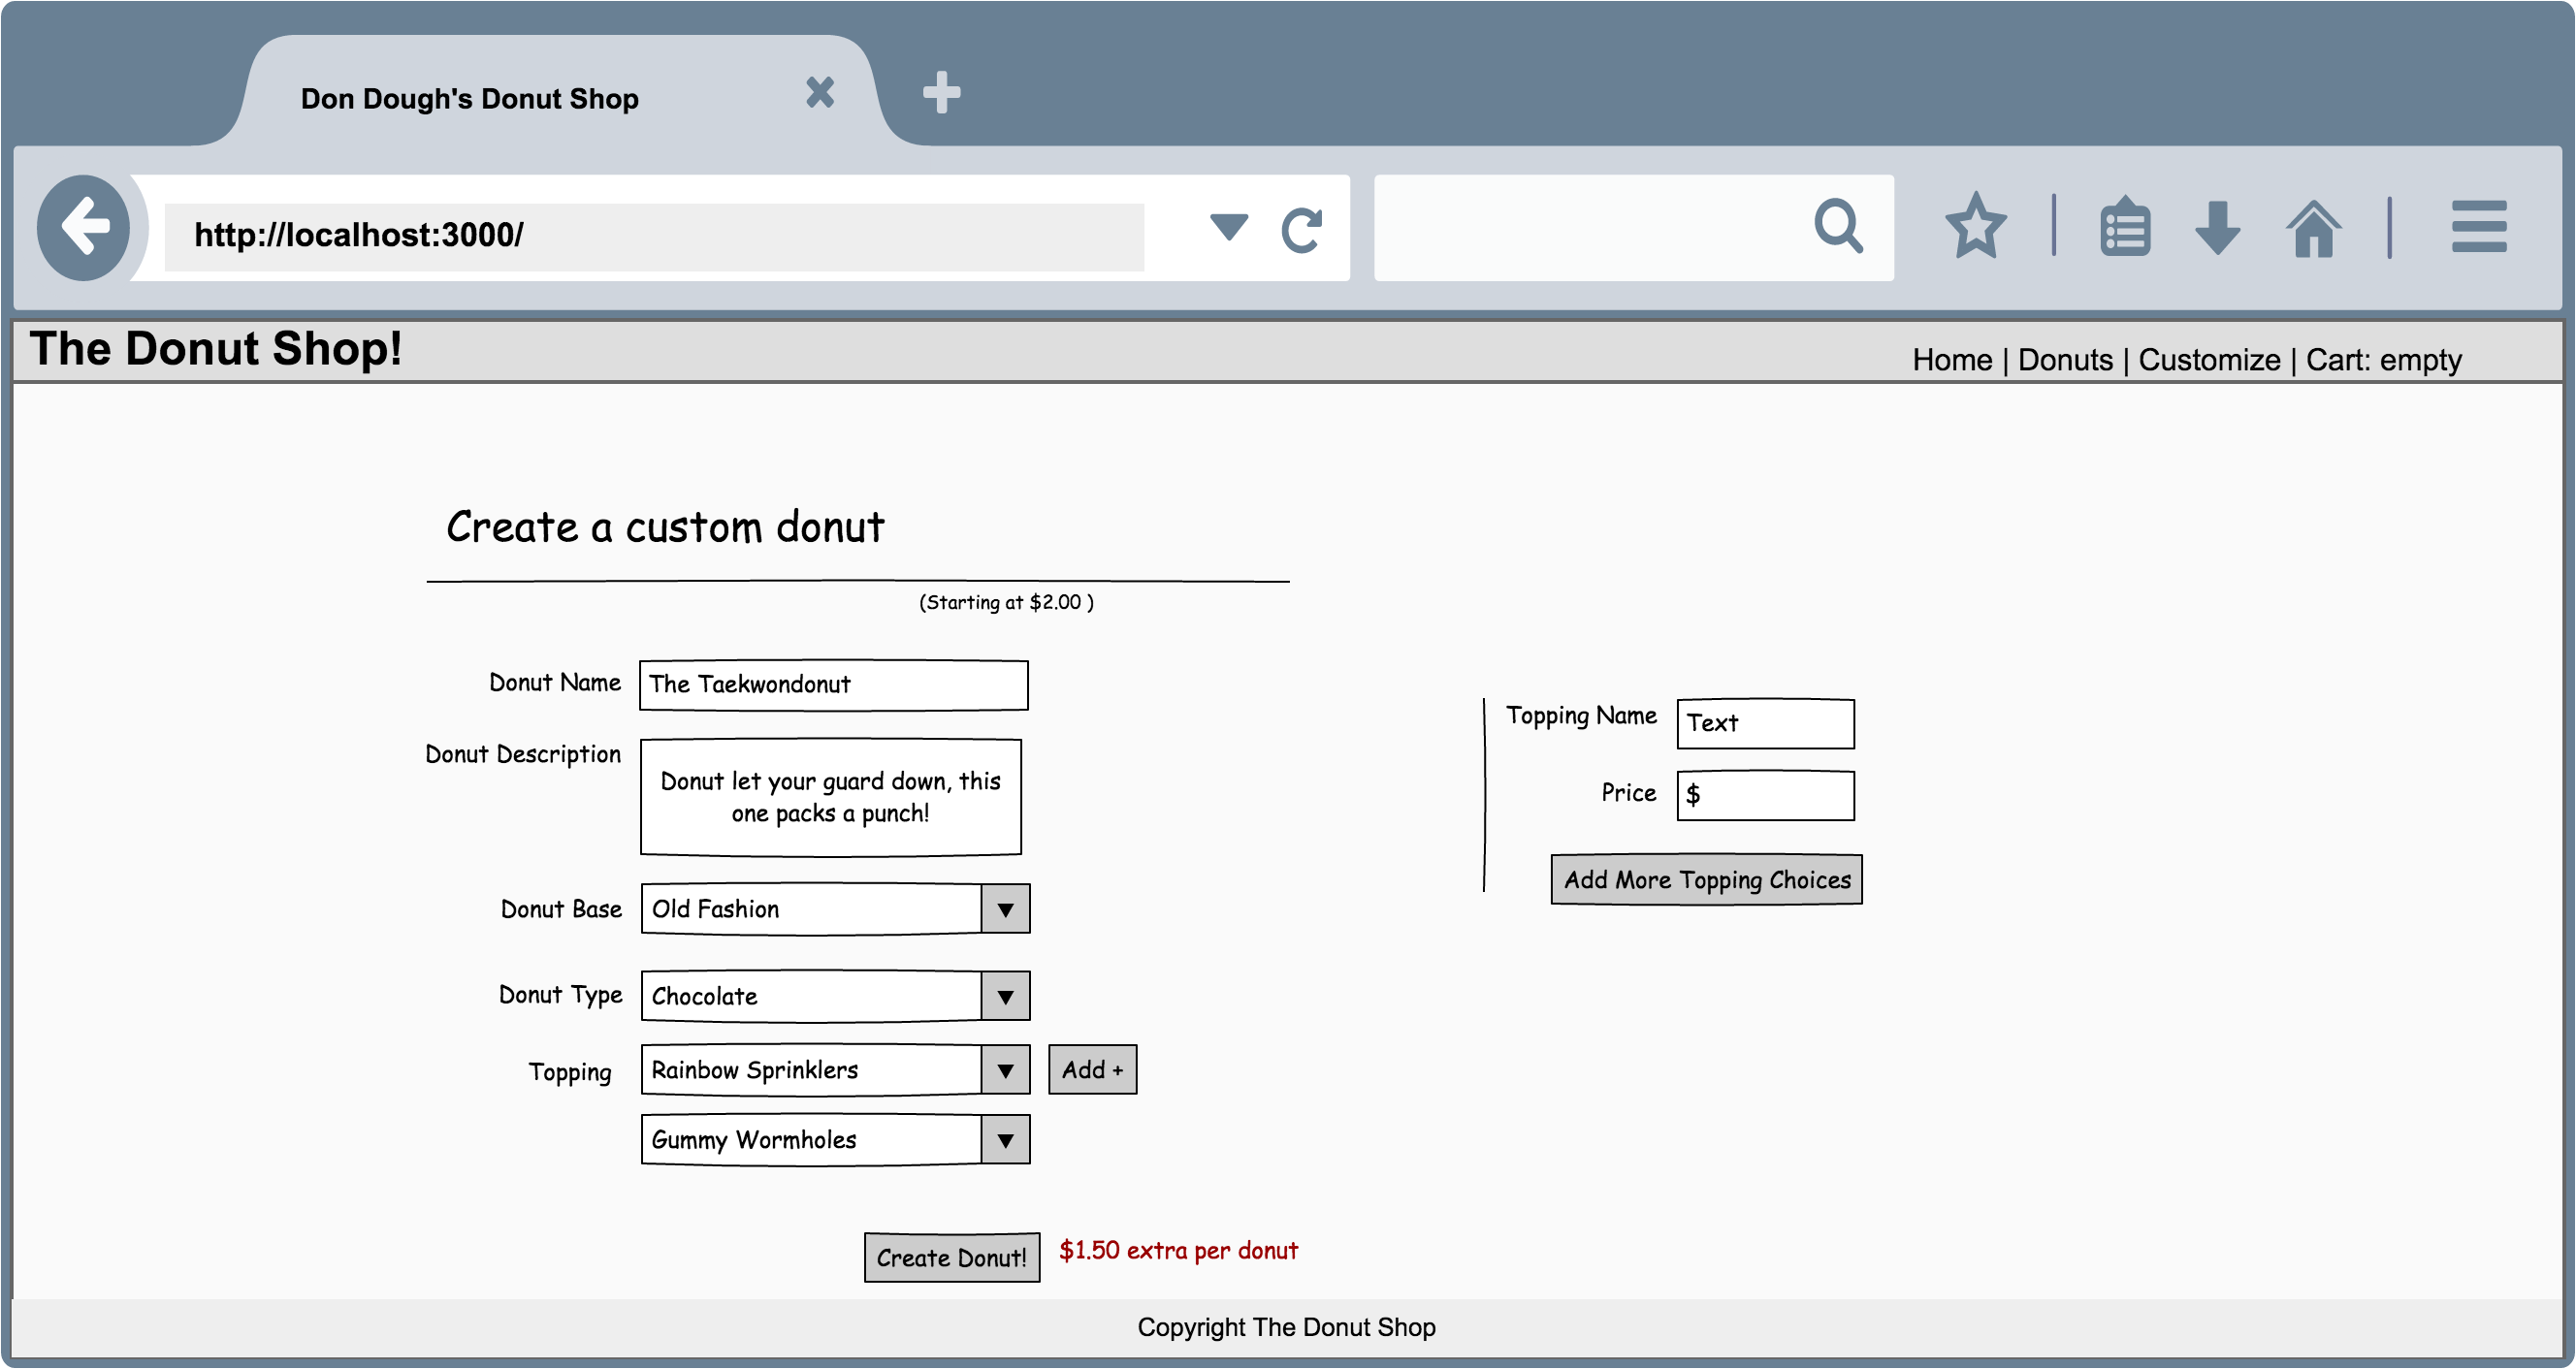 Don Dough's Donut Shop
http://localhost:3000/
The Donut Shop!
Home | Donuts | Customize | Cart: empty
Create a custom donut
(Starting at $2.00 )
Donut Name
The Taekwondonut
Donut Description
Donut let your guard down, this
one packs a punch!
Donut Base
Old Fashion
Donut Type
Chocolate
Topping
Rainbow Sprinklers
Add +
Gummy Wormholes
Create Donut!
$1.50 extra per donut
Topping Name
Text
Price
$
Add More Topping Choices
Copyright The Donut Shop